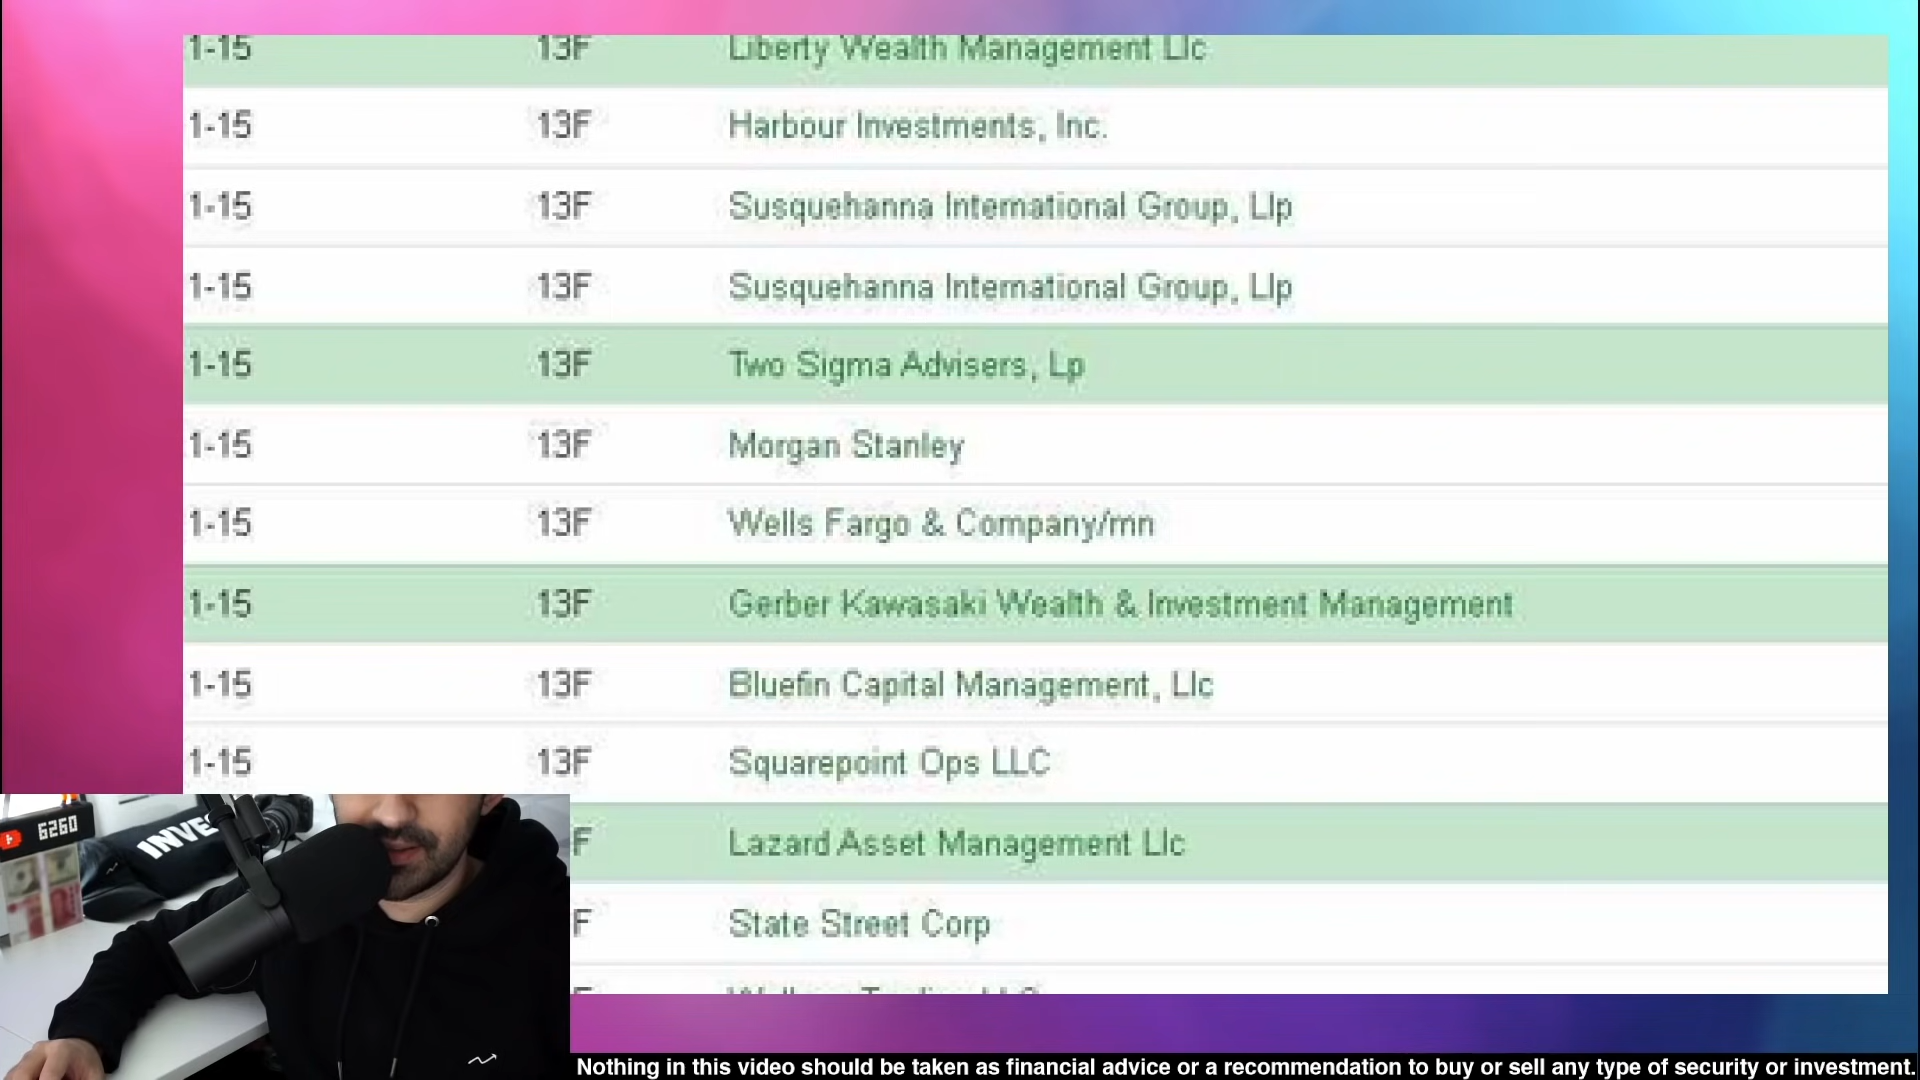 1-15 13F Liberty Wealth Management Llc
1-15 13F Harbour Investments, Inc.
1-15 13F Susquehanna International Group, Llp
1-15 13F Susquehanna International Group, Llp
1-15 13F Two Sigma Advisers, Lp
1-15 13F Morgan Stanley
1-15 13F Wells Fargo & Company/mn
1-15 13F Gerber Kawasaki Wealth & Investment Management
1-15 13F Bluefin Capital Management, Llc
1-15 13F Squarepoint Ops LLC
F Lazard Asset Management Llc
F State Street Corp
6260
INVE
Nothing in this video should be taken as financial advice or a recommendation to buy or sell any type of security or investment.